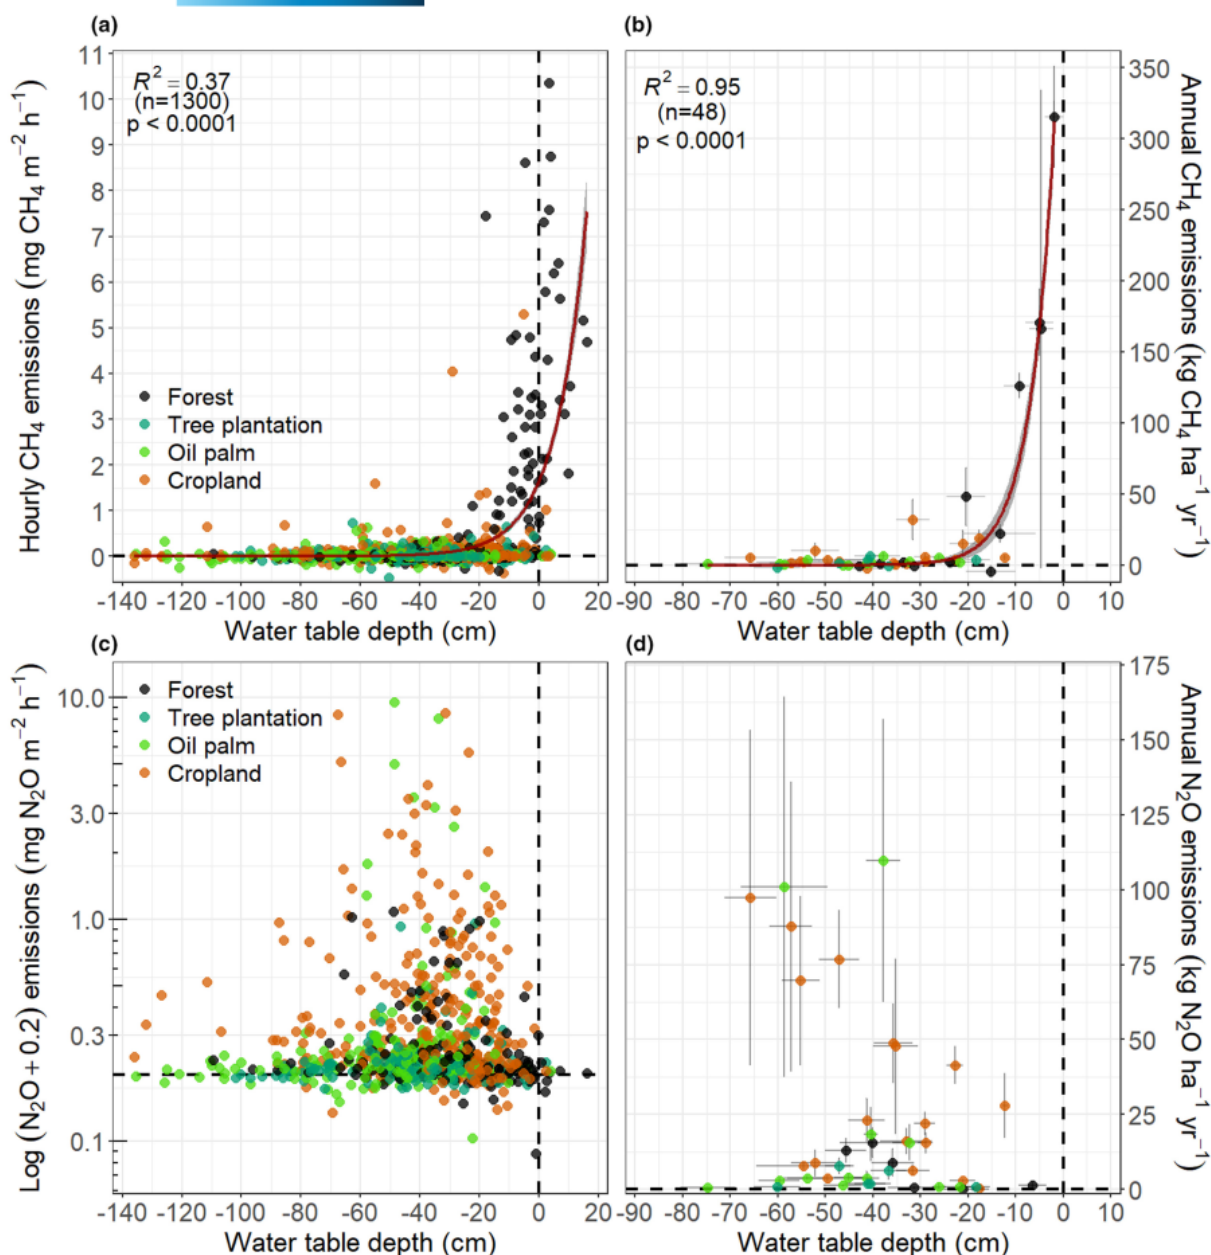 (a)
R² = 0.37
(n=1300)
p < 0.0001
Hourly CH₄ emissions (mg CH₄ m⁻² h⁻¹)
11
10
9
8
7
6
5
4
3
2
1
0
Forest
Tree plantation
Oil palm
Cropland
-140 -120 -100 -80 -60 -40 -20 0 20
Water table depth (cm)
(b)
R² = 0.95
(n=48)
p < 0.0001
Annual CH₄ emissions (kg CH₄ ha⁻¹ yr⁻¹)
350
300
250
200
150
100
50
0
-90 -80 -70 -60 -50 -40 -30 -20 -10 0 10
Water table depth (cm)
(c)
Log (N₂O + 0.2) emissions (mg N₂O m⁻² h⁻¹)
10.0
3.0
1.0
0.3
0.1
Forest
Tree plantation
Oil palm
Cropland
-140 -120 -100 -80 -60 -40 -20 0 20
Water table depth (cm)
(d)
Annual N₂O emissions (kg N₂O ha⁻¹ yr⁻¹)
175
150
125
100
75
50
25
0
-90 -80 -70 -60 -50 -40 -30 -20 -10 0 10
Water table depth (cm)